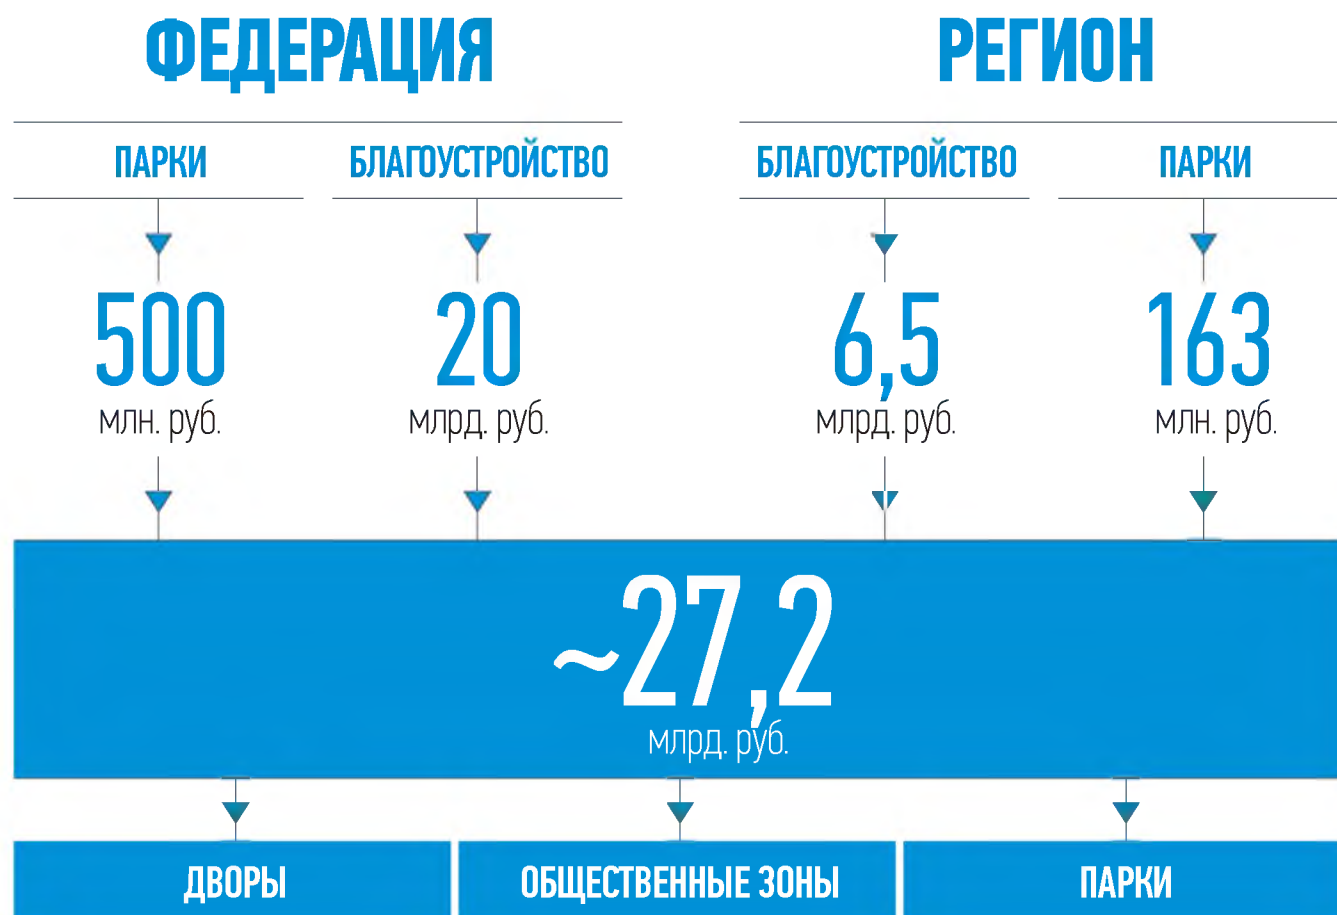 ФЕДЕРАЦИЯ
РЕГИОН
ПАРКИ
БЛАГОУСТРОЙСТВО
БЛАГОУСТРОЙСТВО
ПАРКИ
500
млн. руб.
20
млрд. руб.
6,5
млрд. руб.
163
млн. руб.
~27,2
млрд. руб.
ДВОРЫ
ОБЩЕСТВЕННЫЕ ЗОНЫ
ПАРКИ